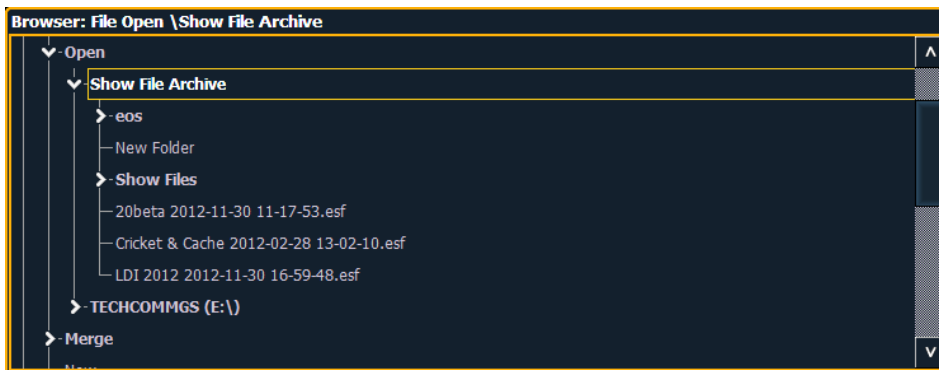 Browser: File Open \Show File Archive
Open
Show File Archive
eos
New Folder
Show Files
20beta 2012-11-30 11-17-53.esf
Cricket & Cache 2012-02-28 13-02-10.esf
LDI 2012 2012-11-30 16-59-48.esf
TECHCOMMGS (E:\)
Merge